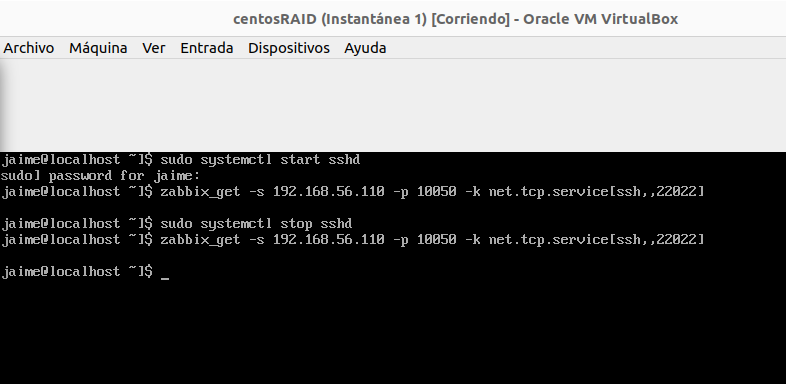 centosRAID (Instantánea 1) [Corriendo] - Oracle VM VirtualBox
Archivo Máquina Ver Entrada Dispositivos Ayuda
jaime@localhost ~]$ sudo systemctl start sshd
sudo] password for jaime:
jaime@localhost ~]$ zabbix_get -s 192.168.56.110 -p 10050 -k net.tcp.service[ssh,,22022]
jaime@localhost ~]$ sudo systemctl stop sshd
jaime@localhost ~]$ zabbix_get -s 192.168.56.110 -p 10050 -k net.tcp.service[ssh,,22022]
jaime@localhost ~]$ _